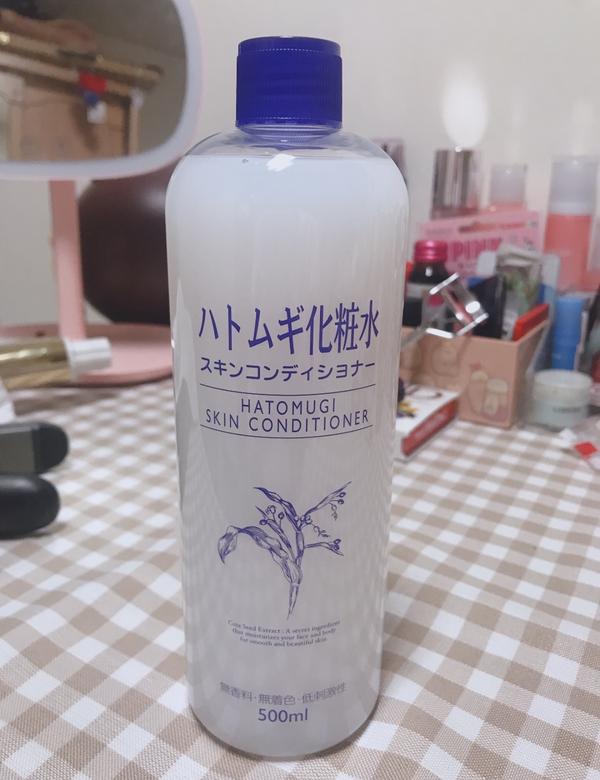 ハトムギ化粧水
スキンコンディショナー
HATOMUGI
SKIN CONDITIONER
Coix Seed Extract : A secret ingredient
that moisturizes your face and body
for smooth and beautiful skin
無香料・無着色・低刺激性
500ml
PINK